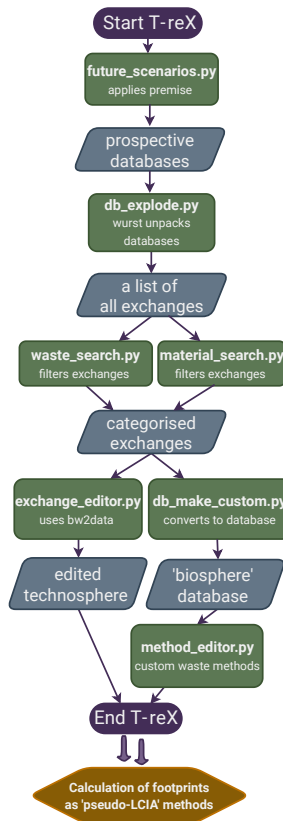 Start T-reX
future_scenarios.py
applies premise
prospective
databases
db_explode.py
wurst unpacks
databases
a list of
all exchanges
waste_search.py
filters exchanges
material_search.py
filters exchanges
categorised
exchanges
exchange_editor.py
uses bw2data
db_make_custom.py
converts to database
edited
technosphere
'biosphere'
database
method_editor.py
custom waste methods
End T-reX
Calculation of footprints
as 'pseudo-LCIA' methods